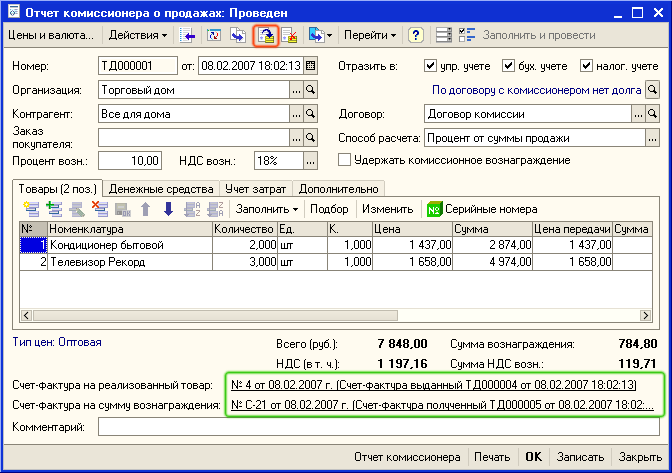 Отчет комиссионера о продажах: Проведен
Цены и валюта... Действия Перейти ? Заполнить и провести
Номер: ТД000001 от: 08.02.2007 18:02:13 Отразить в: упр. учете бух. учете налог. учете
Организация: Торговый дом ... По договору с комиссионером нет долга
Контрагент: Все для дома ... Договор: Договор комиссии ...
Заказ
покупателя: ... Способ расчета: Процент от суммы продажи ...
Процент возн.: 10,00 НДС возн.: 18% ... Удержать комиссионное вознаграждение
Товары (2 поз.) Денежные средства Учет затрат Дополнительно
Заполнить Подбор Изменить № Серийные номера
№ Номенклатура Количество Ед. К. Цена Сумма Цена передачи Сумма
1 Кондиционер бытовой 2,000 шт 1,000 1 437,00 2 874,00 1 437,00
2 Телевизор Рекорд 3,000 шт 1,000 1 658,00 4 974,00 1 658,00
Тип цен: Оптовая Всего (руб.): 7 848,00 Сумма вознаграждения: 784,80
НДС (в т. ч.): 1 197,16 Сумма НДС возн.: 119,71
Счет-фактура на реализованный товар: № 4 от 08.02.2007 г. (Счет-фактура выданный ТД000004 от 08.02.2007 18:02:13)
Счет-фактура на сумму вознаграждения: № С-21 от 08.02.2007 г. (Счет-фактура полученный ТД000005 от 08.02.2007 18:02:...
Комментарий:
Отчет комиссионера Печать OK Записать Закрыть